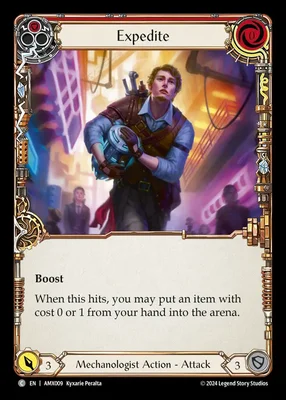 Expedite
Boost
When this hits, you may put an item with
cost 0 or 1 from your hand into the arena.
3 Mechanologist Action - Attack 3
C EN | AMX009 Kyxarie Peralta © 2024 Legend Story Studios